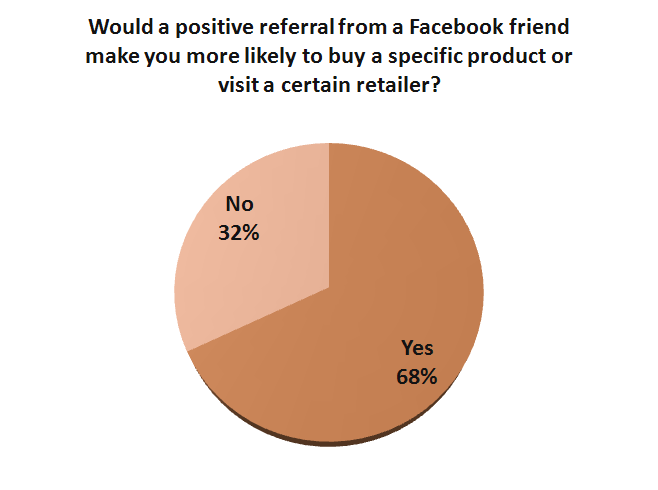 Would a positive referral from a Facebook friend
make you more likely to buy a specific product or
visit a certain retailer?
No
32%
Yes
68%